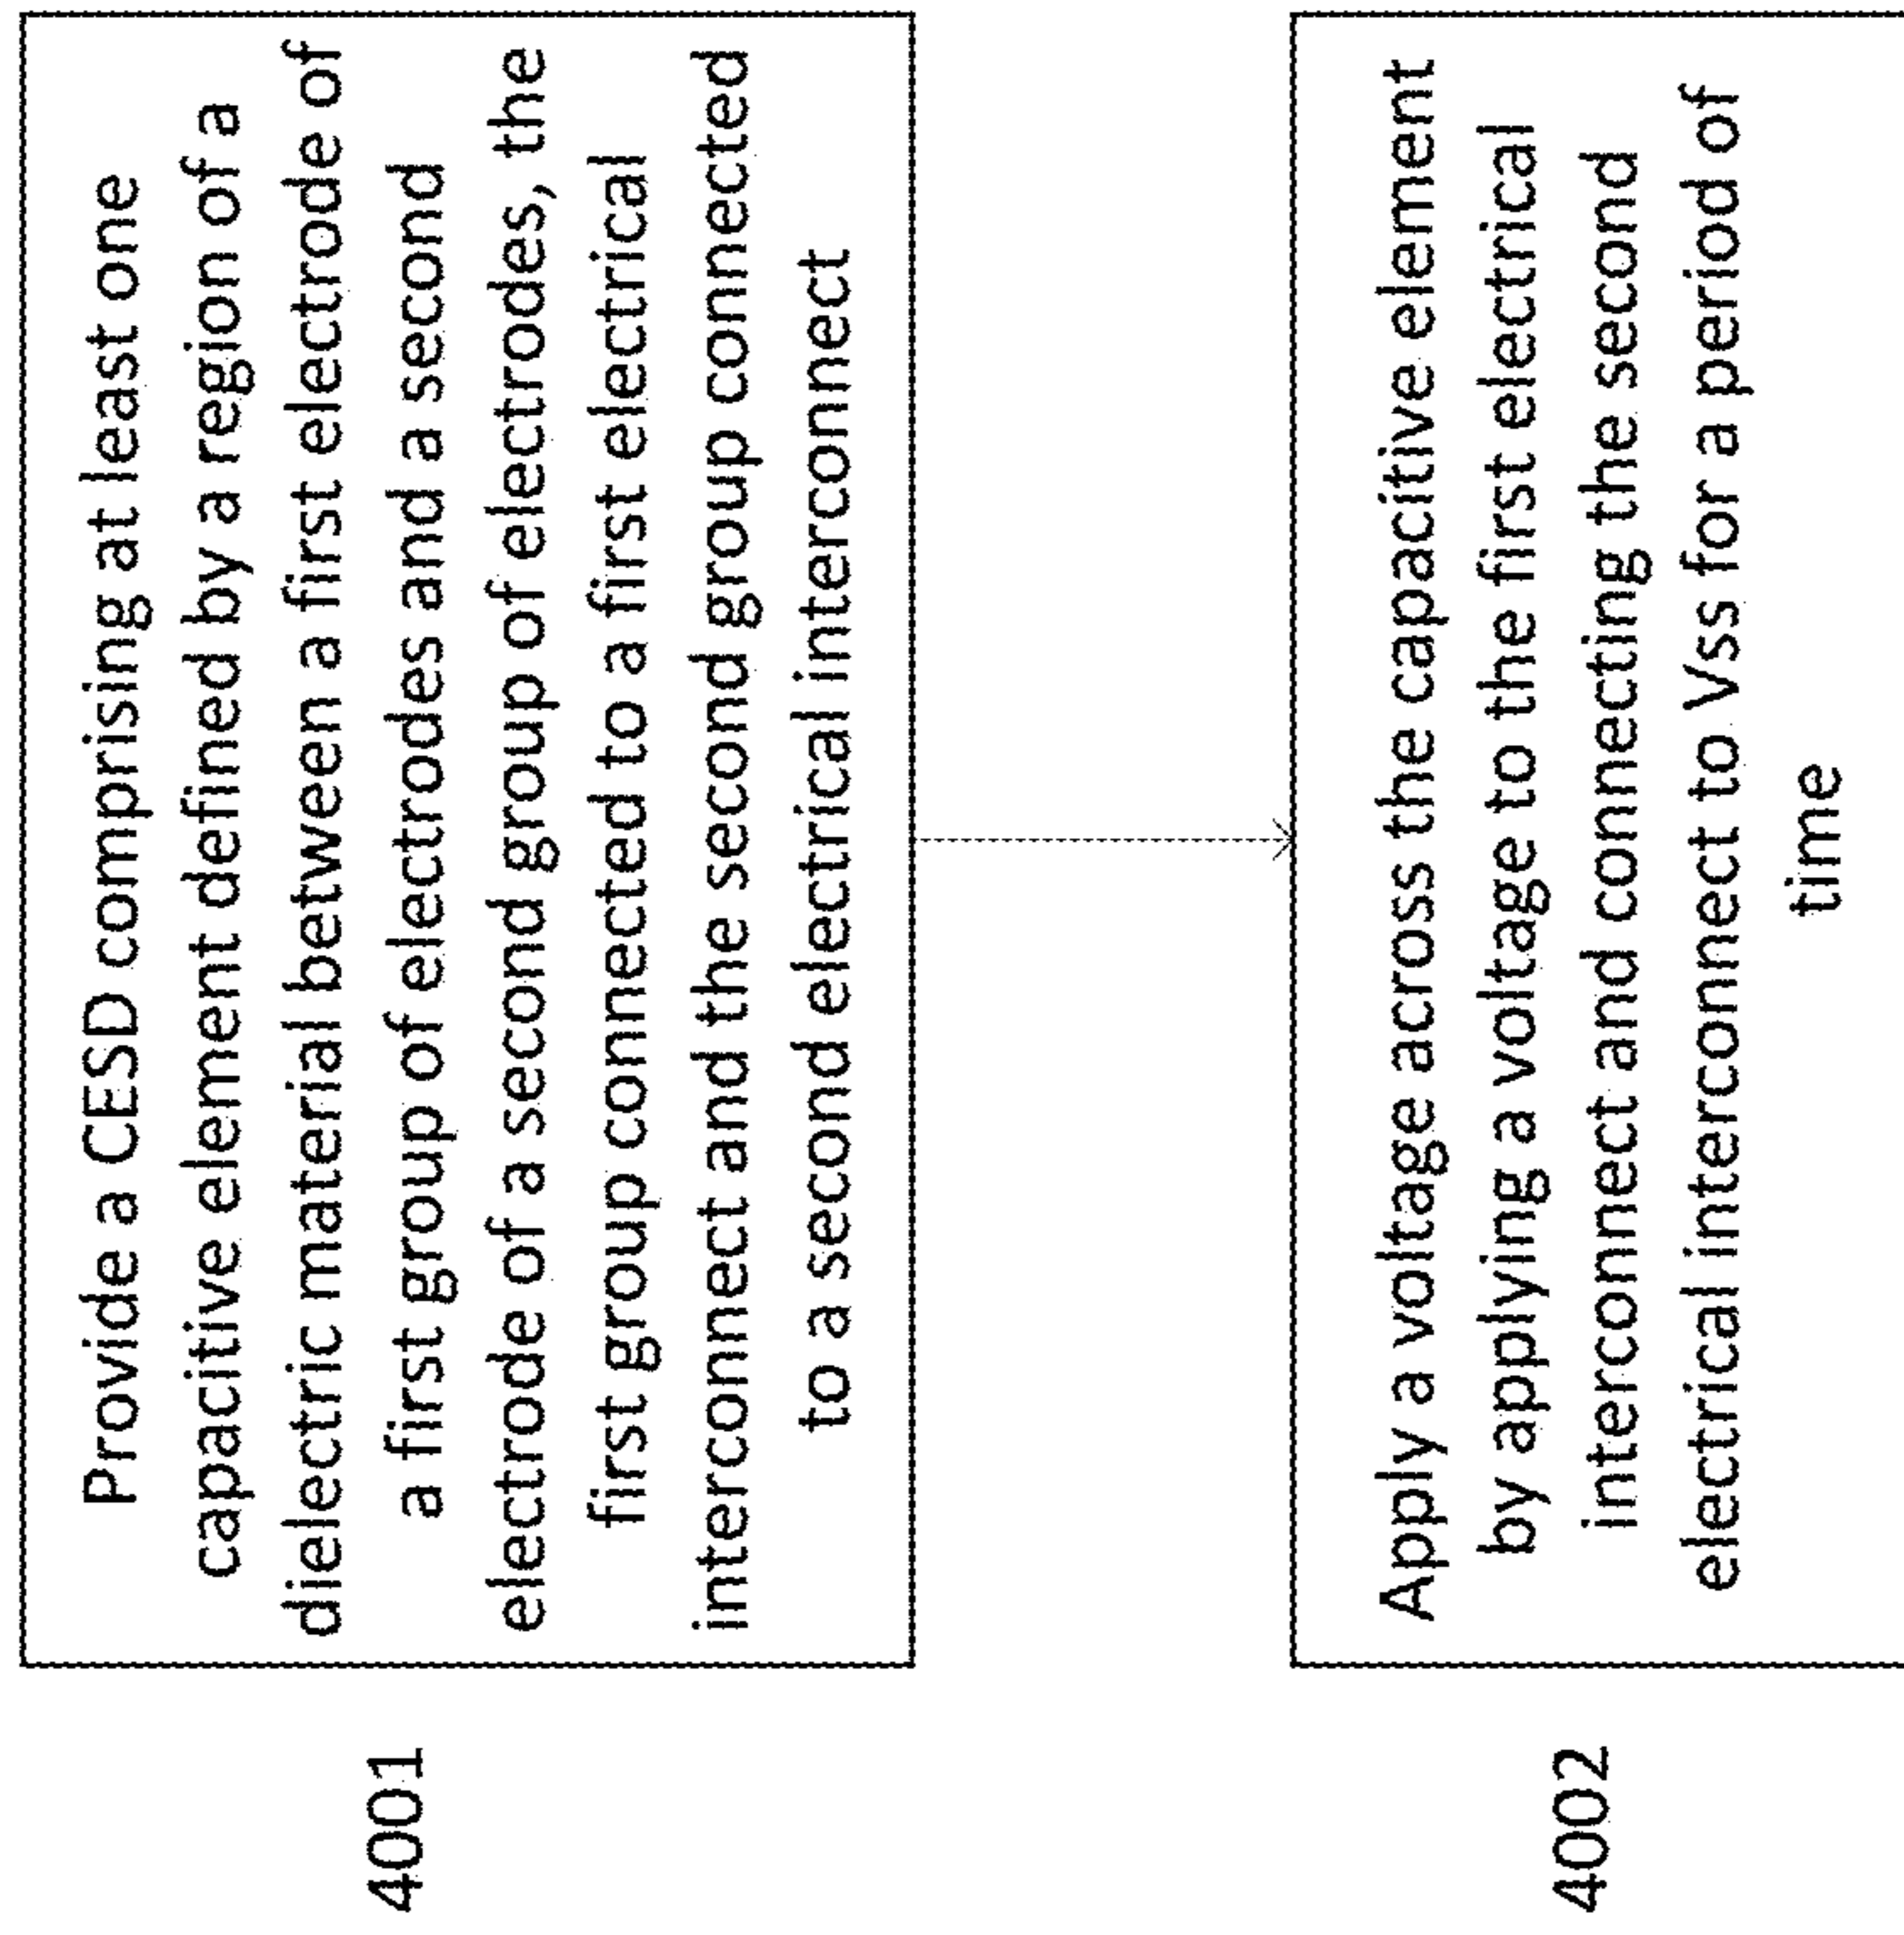 4001
Provide a CESD comprising at least one
capacitive element defined by a region of a
dielectric material between a first electrode of
a first group of electrodes and a second
electrode of a second group of electrodes, the
first group connected to a first electrical
interconnect and the second group connected
to a second electrical interconnect
4002
Apply a voltage across the capacitive element
by applying a voltage to the first electrical
interconnect and connecting the second
electrical interconnect to Vss for a period of
time